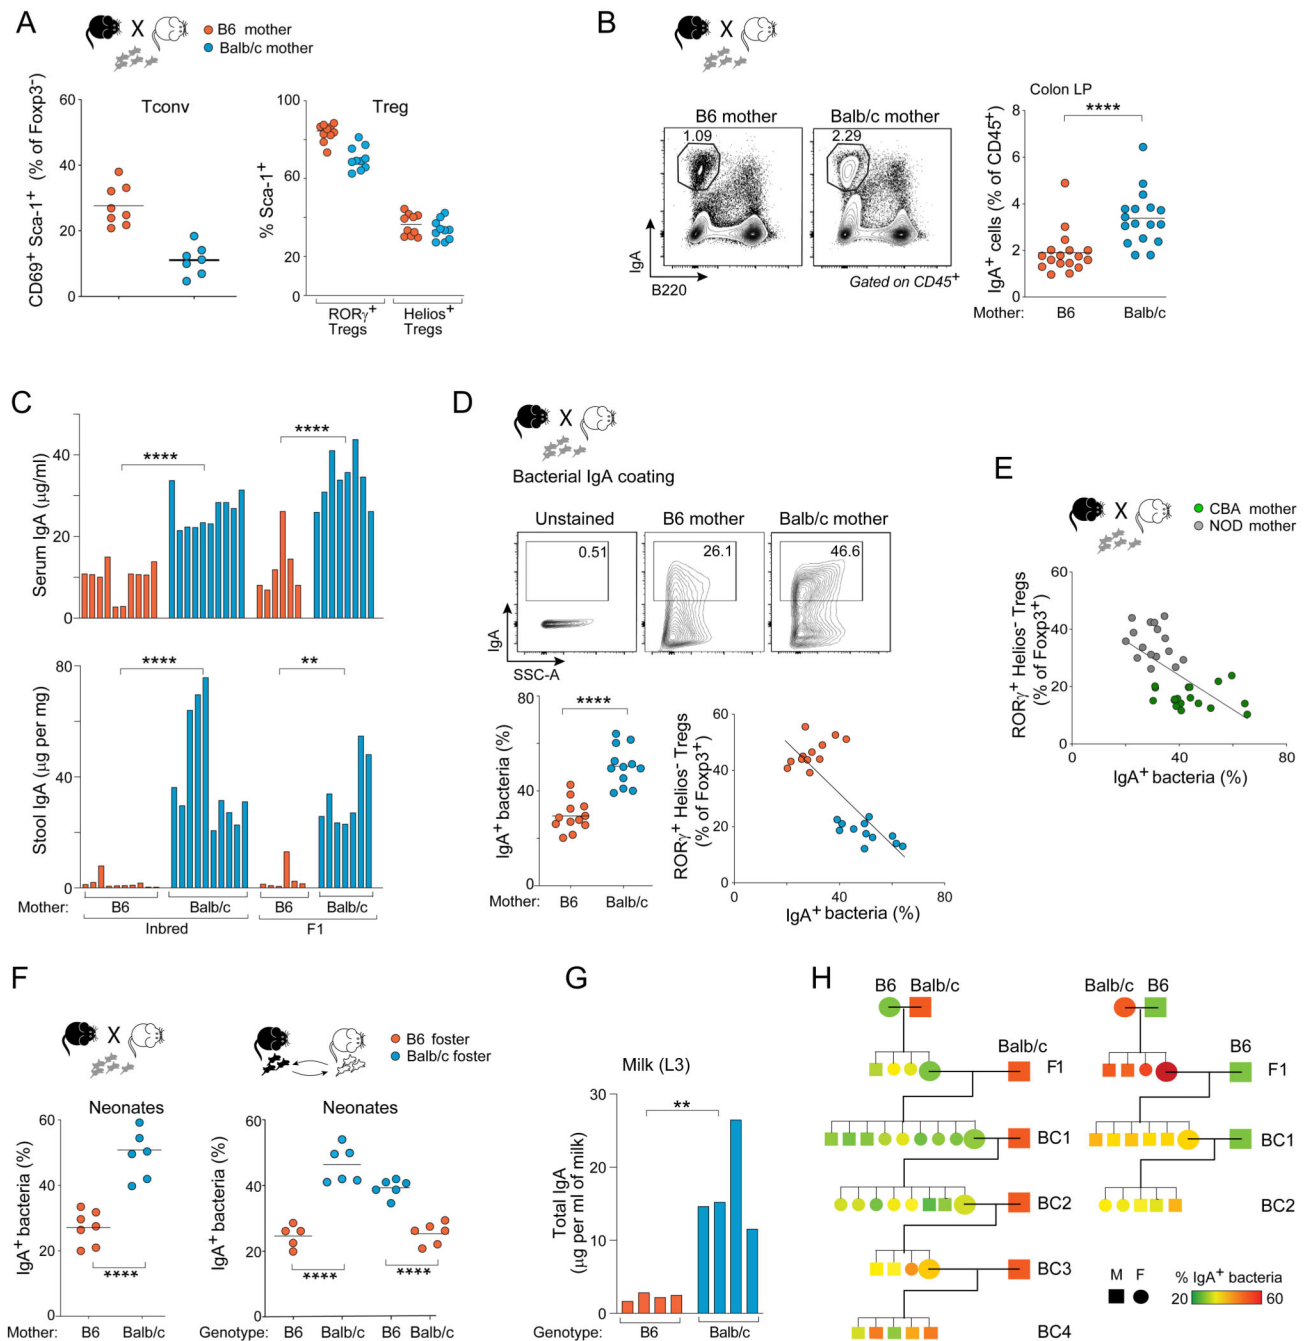 A
X
B6 mother
Balb/c mother
CD69+ Sca-1+ (% of Foxp3-)
60
40
20
0
Tconv
% Sca-1+
100
60
20
0
Treg
RORγ+
Tregs
Helios+
Tregs
B
X
B6 mother
1.09
Balb/c mother
2.29
IgA
B220
Gated on CD45+
Colon LP
****
IgA+ cells (% of CD45+)
8
6
4
2
0
Mother: B6 Balb/c
C
Serum IgA (µg/ml)
40
20
0
****
****
Stool IgA (µg per mg)
80
40
0
****
**
Mother: B6 Balb/c B6 Balb/c
Inbred F1
D
X
Bacterial IgA coating
Unstained
0.51
B6 mother
26.1
Balb/c mother
46.6
IgA
SSC-A
IgA+ bacteria (%)
80
40
0
****
Mother: B6 Balb/c
RORγ+ Helios- Tregs
(% of Foxp3+)
60
40
20
0
0 40 80
IgA+ bacteria (%)
E
X
CBA mother
NOD mother
RORγ+ Helios- Tregs
(% of Foxp3+)
60
40
20
0
0 40 80
IgA+ bacteria (%)
F
X
B6 foster
Balb/c foster
Neonates
IgA+ bacteria (%)
60
40
20
0
****
Mother: B6 Balb/c
Neonates
IgA+ bacteria (%)
60
40
20
0
****
****
Genotype: B6 Balb/c B6 Balb/c
G
Milk (L3)
Total IgA
(µg per ml of milk)
30
20
10
0
**
Genotype: B6 Balb/c
H
B6 Balb/c
Balb/c B6
Balb/c
F1
BC1
BC2
BC3
BC4
B6
F1
BC1
BC2
M F
% IgA+ bacteria
20 60